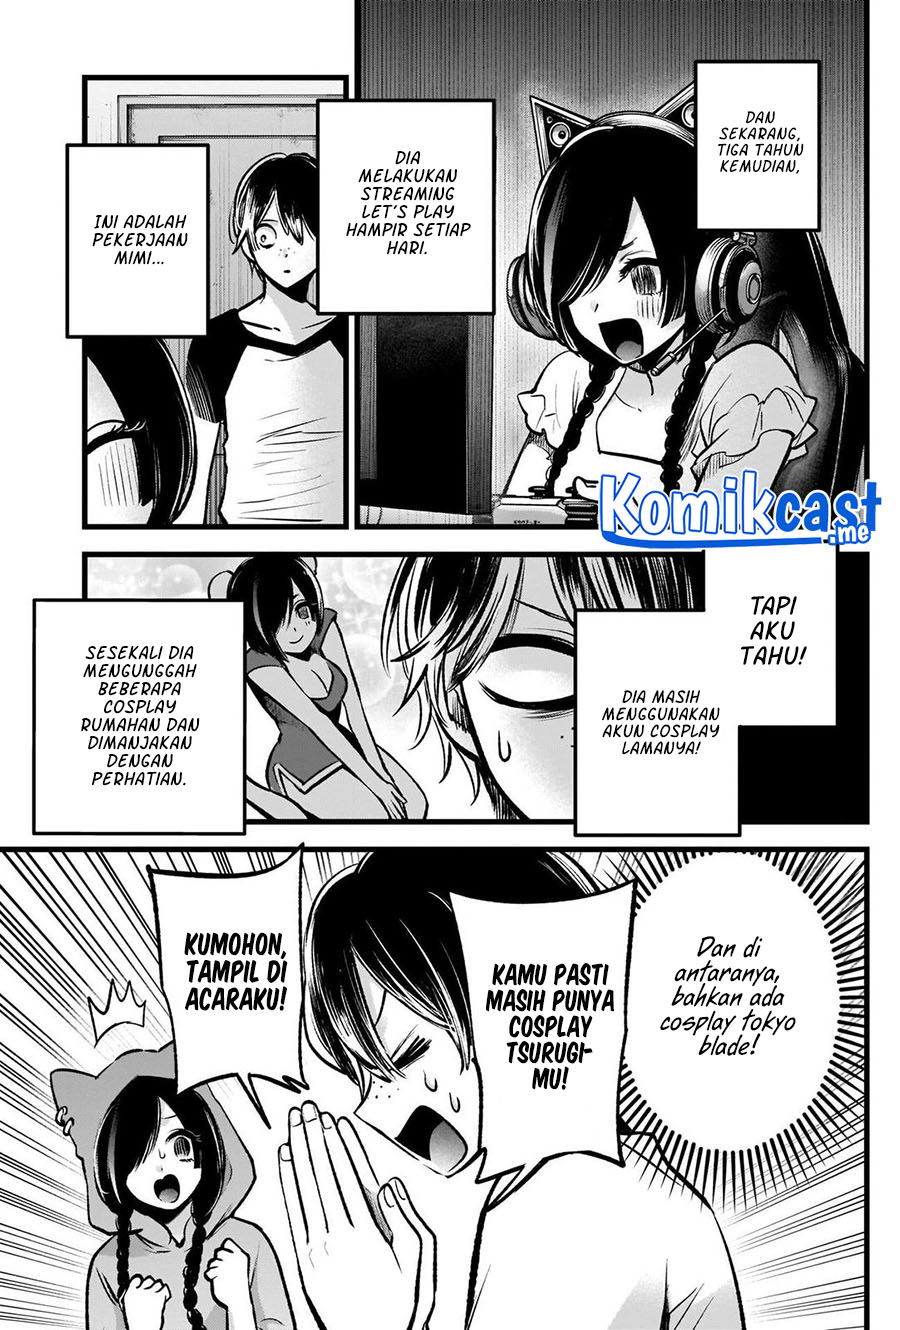 DAN
SEKARANG,
TIGA TAHUN
KEMUDIAN,
DIA
MELAKUKAN
STREAMING
LET'S PLAY
HAMPIR SETIAP
HARI.
INI ADALAH
PEKERJAAN
MIMI...
Komikcast
.me
TAPI
AKU
TAHU!
DIA MASIH
MENGGUNAKAN
AKUN COSPLAY
LAMANYA!
SESEKALI DIA
MENGUNGGAH
BEBERAPA
COSPLAY
RUMAHAN DAN
DIMANJAKAN
DENGAN
PERHATIAN.
Dan di
antaranya,
bahkan ada
cosplay tokyo
blade!
KAMU PASTI
MASIH PUNYA
COSPLAY
TSURUGI-
MU!
KUMOHON,
TAMPIL DI
ACARAKU!